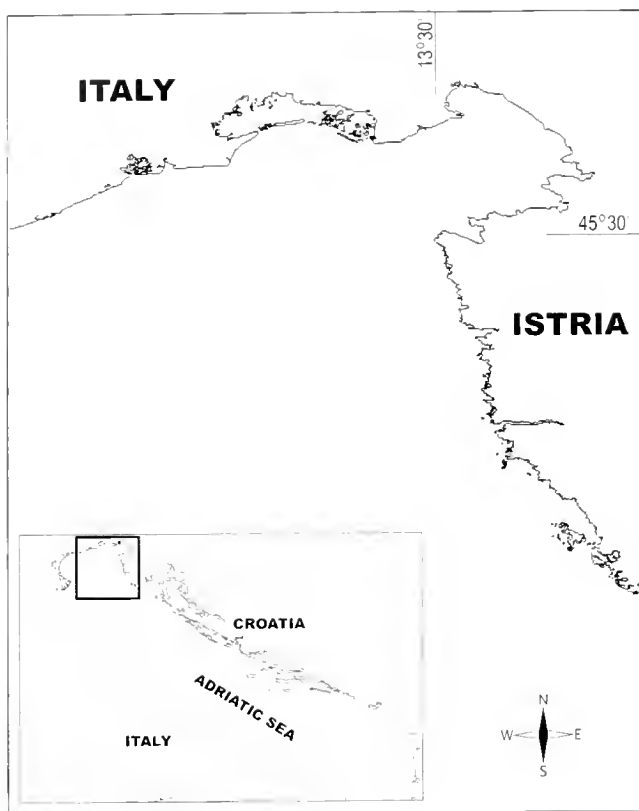 13°30'
ITALY
45°30'
ISTRIA
CROATIA
ADRIATIC SEA
ITALY
N
W E
S